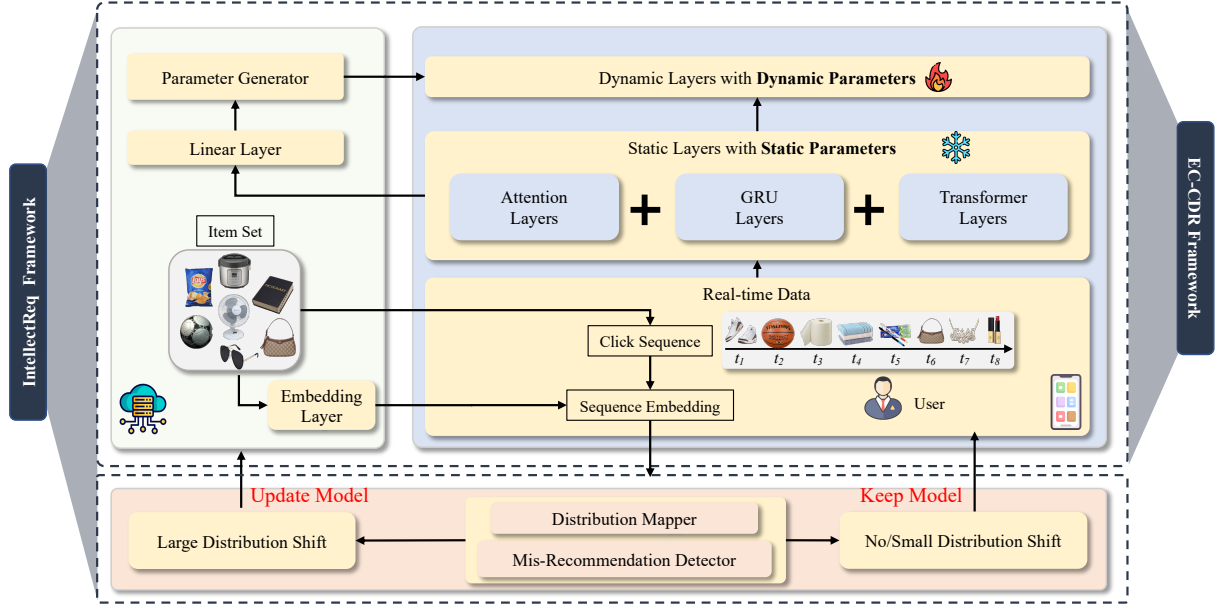 IntellectReq Framework
Parameter Generator
Linear Layer
Item Set
Embedding
Layer
Dynamic Layers with Dynamic Parameters
Static Layers with Static Parameters
Attention
Layers
GRU
Layers
Transformer
Layers
Real-time Data
Click Sequence
t1 t2 t3 t4 t5 t6 t7 t8
Sequence Embedding
User
EC-CDR Framework
Update Model
Keep Model
Large Distribution Shift
Distribution Mapper
Mis-Recommendation Detector
No/Small Distribution Shift